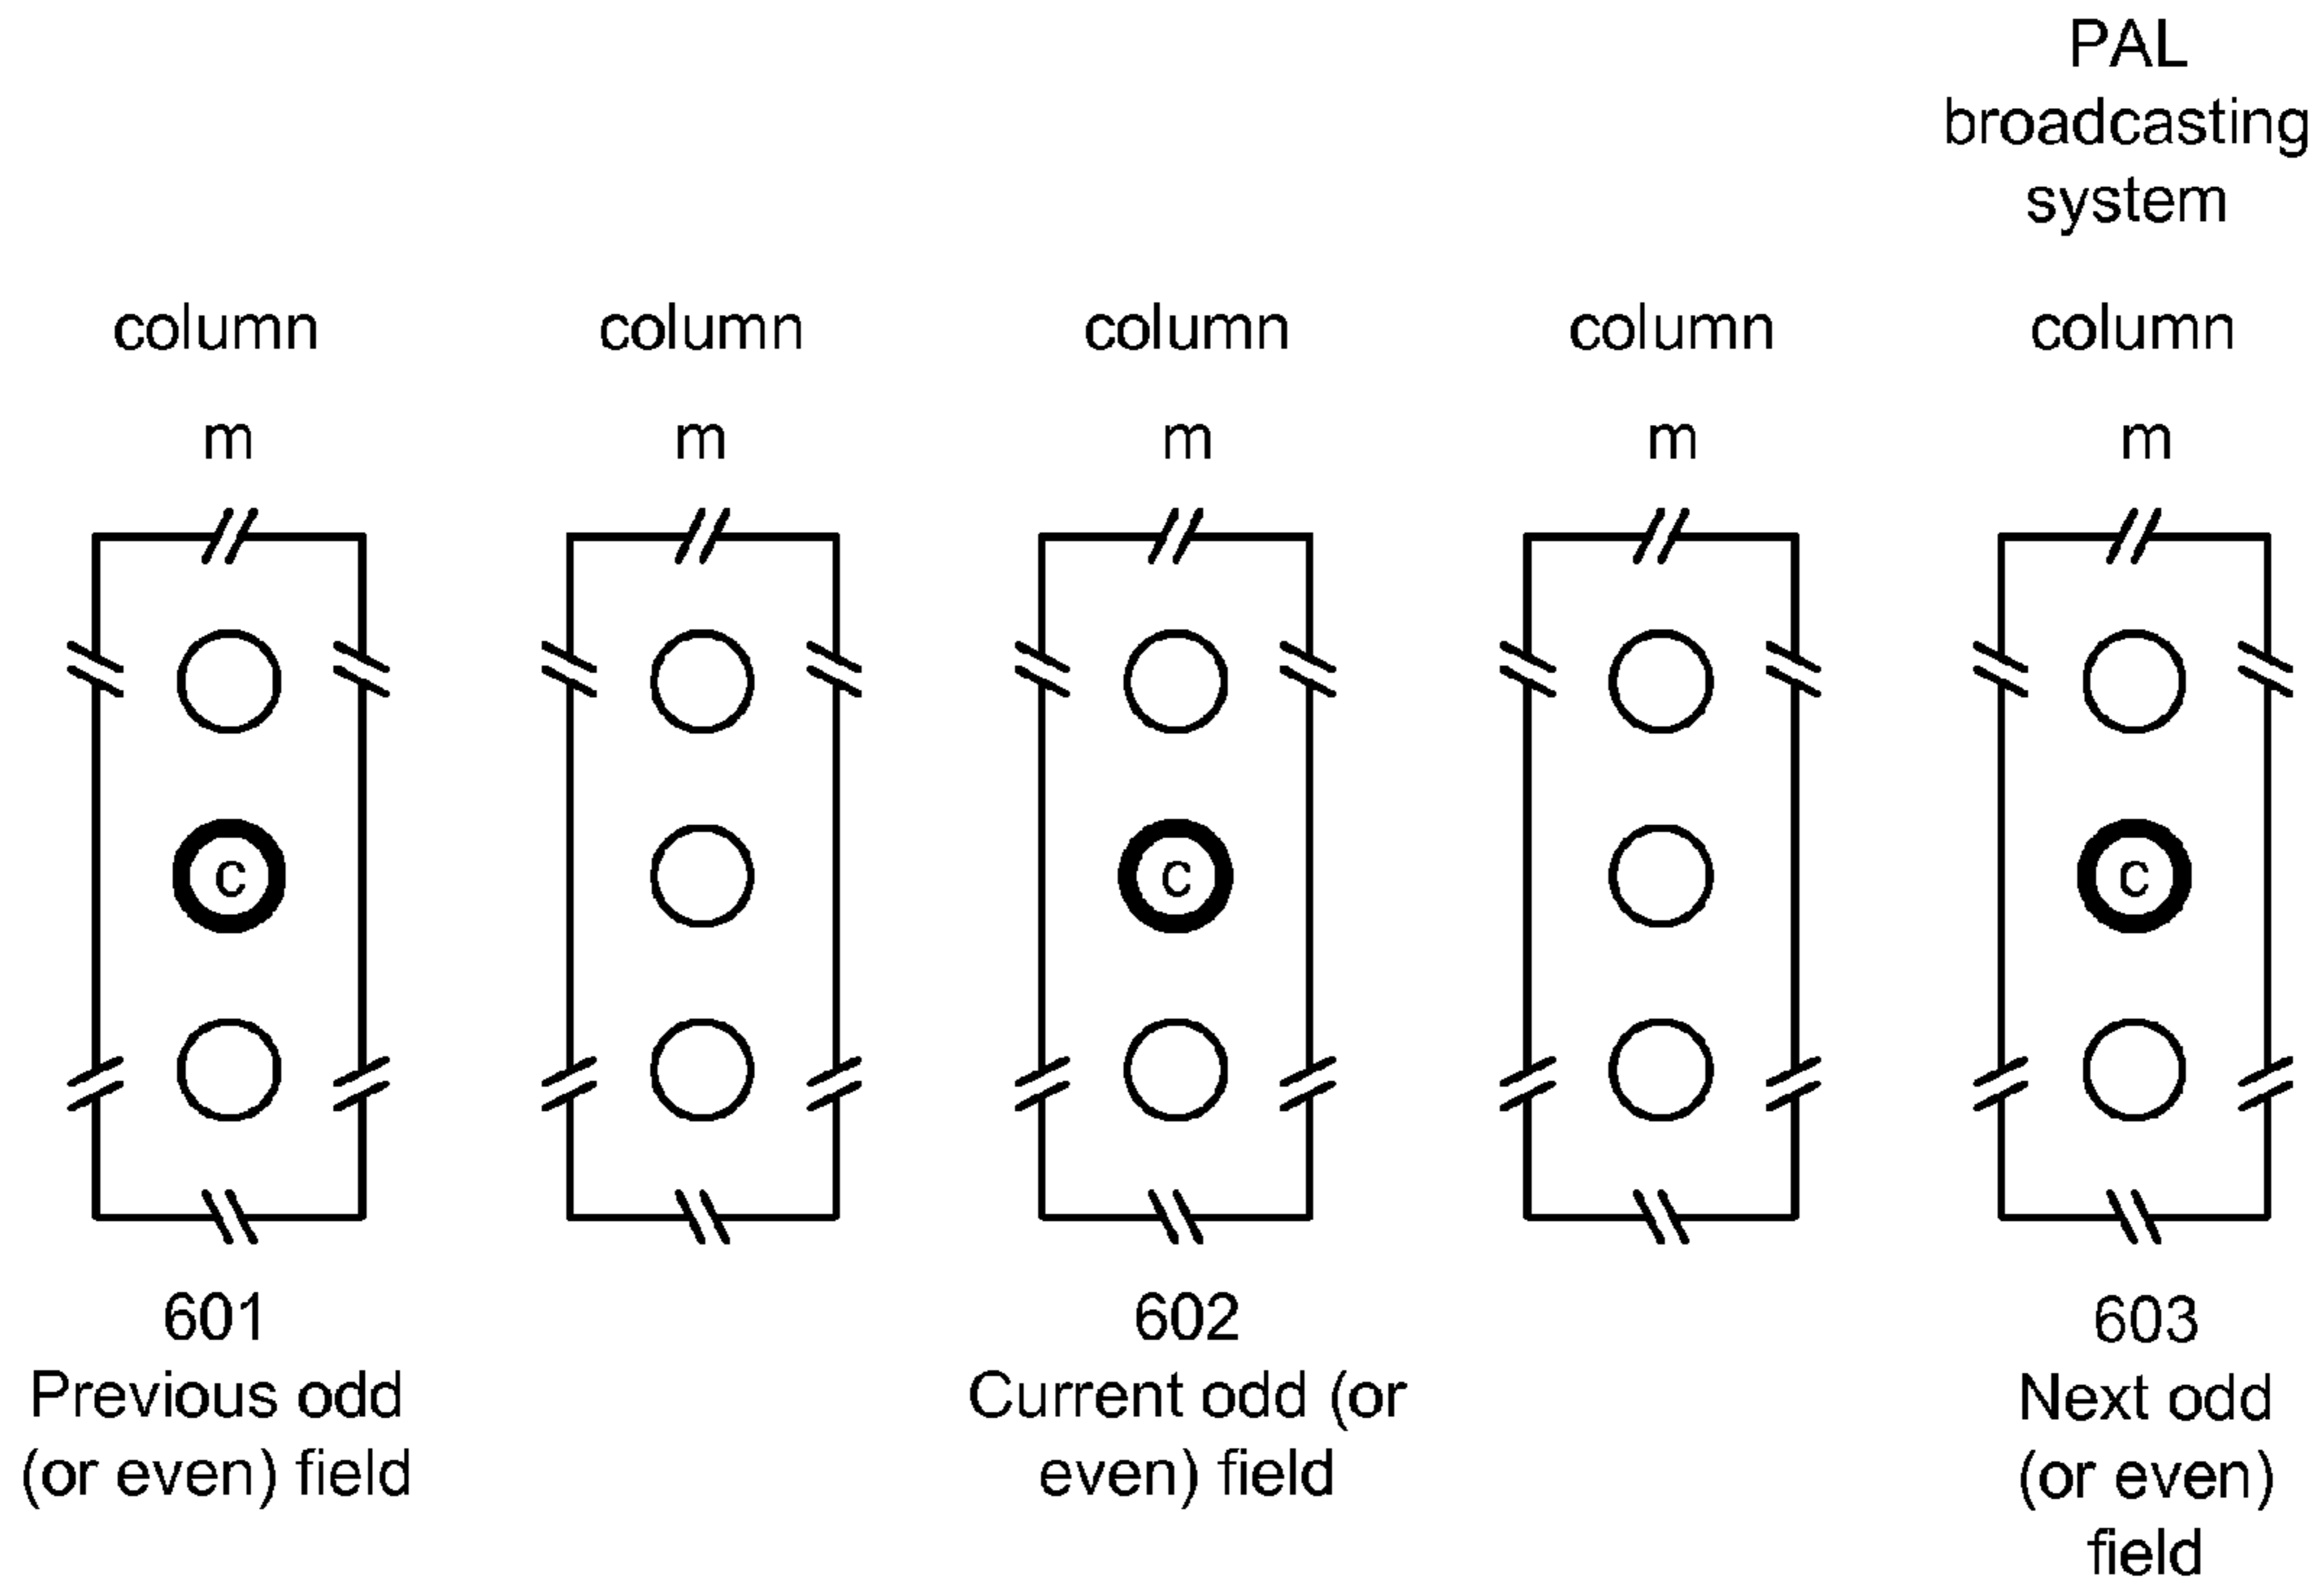 PAL
broadcasting
system
column column column column column
m m m m m
c c c
601 602 603
Previous odd Current odd (or Next odd
(or even) field even) field (or even)
field